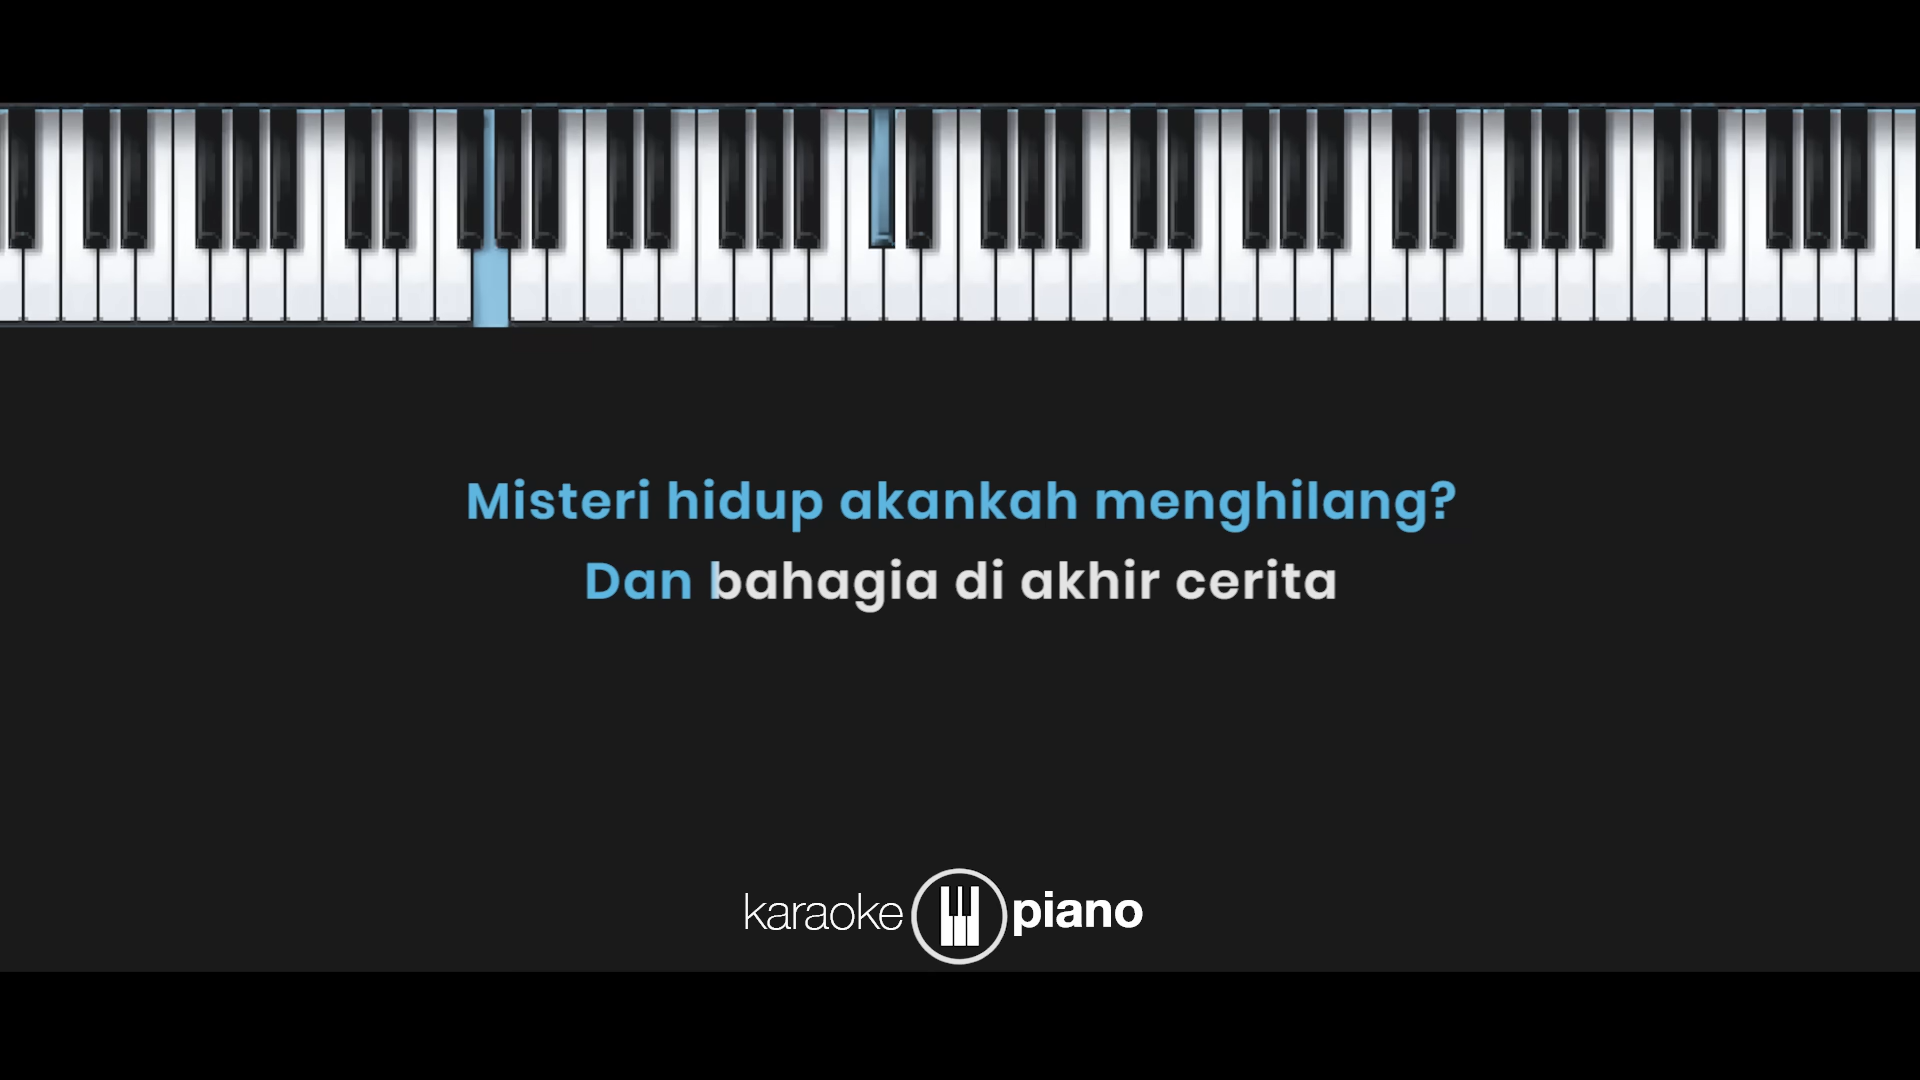 Misteri hidup akankah menghilang?
Dan bahagia di akhir cerita
karaoke piano